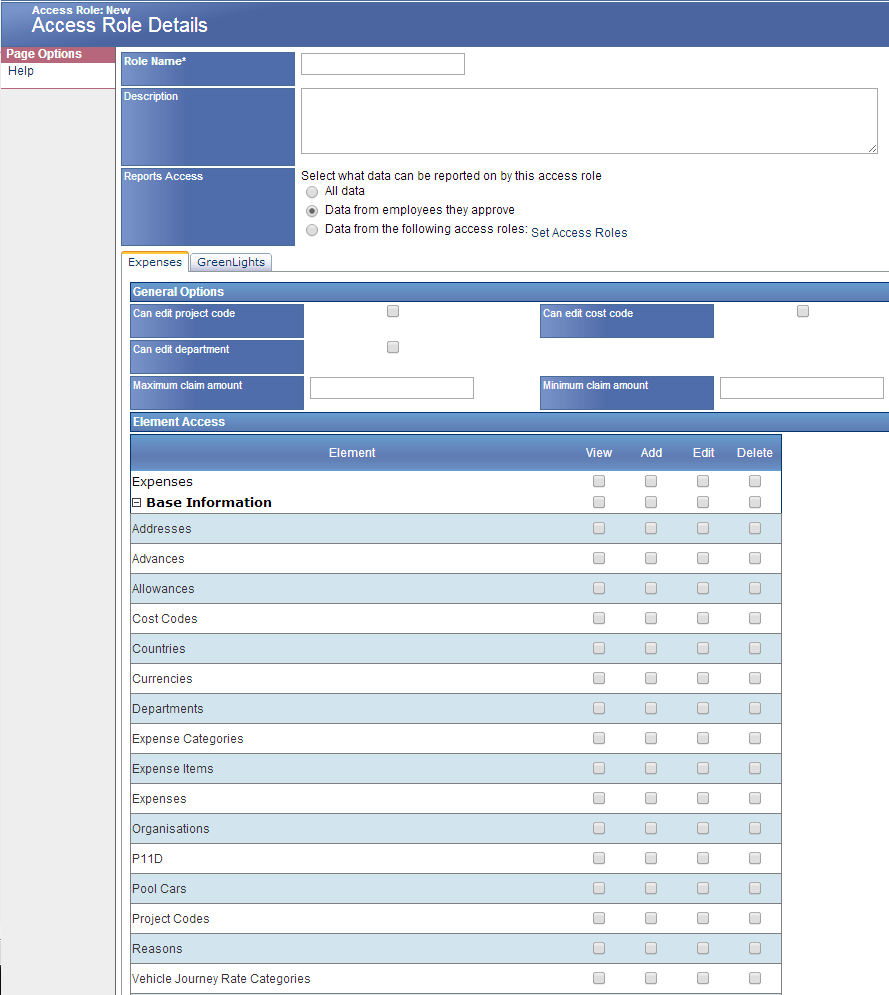 Access Role: New
Access Role Details
Page Options
Help
Role Name*
Description
Reports Access
Select what data can be reported on by this access role
All data
Data from employees they approve
Data from the following access roles: Set Access Roles
Expenses GreenLights
General Options
Can edit project code Can edit cost code
Can edit department
Maximum claim amount Minimum claim amount
Element Access
Element View Add Edit Delete
Expenses
Base Information
Addresses
Advances
Allowances
Cost Codes
Countries
Currencies
Departments
Expense Categories
Expense Items
Expenses
Organisations
P11D
Pool Cars
Project Codes
Reasons
Vehicle Journey Rate Categories